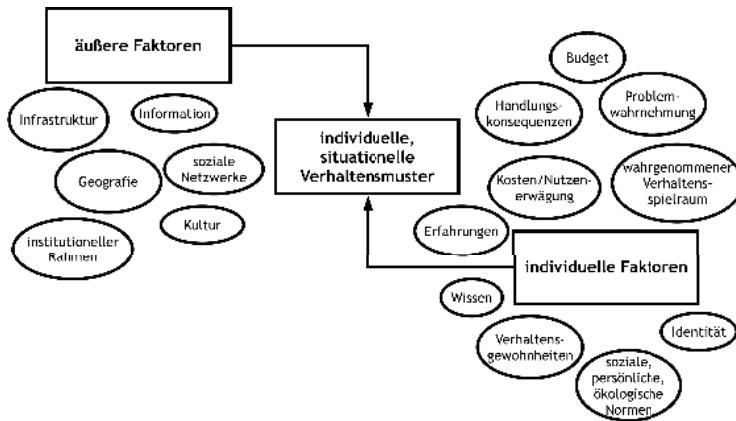 äußere Faktoren
Infrastruktur
Information
Geografie
soziale
Netzwerke
Kultur
institutioneller
Rahmen
individuelle,
situationelle
Verhaltensmuster
Budget
Handlungs-
konsequenzen
Problem-
wahrnehmung
Kosten/Nutzen-
erwägung
wahrgenommener
Verhaltens-
spielraum
Erfahrungen
individuelle Faktoren
Wissen
Verhaltens-
gewohnheiten
soziale,
persönliche,
ökologische
Normen
Identität